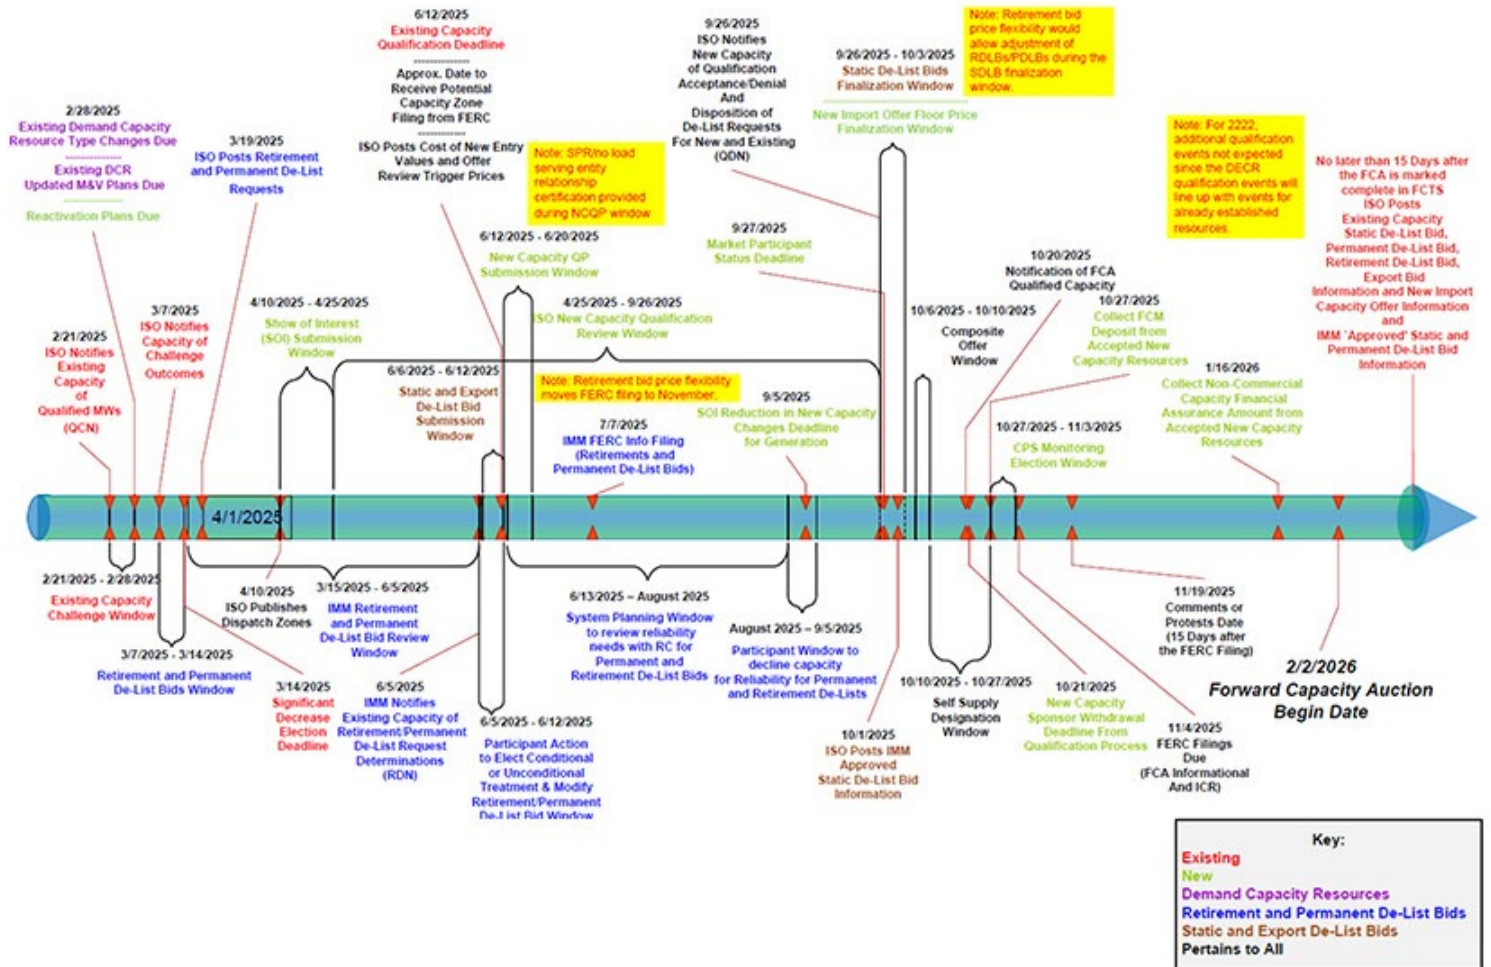 6/12/2025
Existing Capacity
Qualification Deadline
--------------
Approx. Date to
Receive Potential
Capacity Zone
Filing from FERC
------------
ISO Posts Cost of New Entry
Values and Offer
Review Trigger Prices
9/26/2025
ISO Notifies
New Capacity
of Qualification
Acceptance/Denial
And
Disposition of
De-List Requests
For New and Existing
(QDN)
9/26/2025 - 10/3/2025
Static De-List Bids
Finalization Window
New Import Offer Floor Price
Finalization Window
Note: Retirement bid
price flexibility would
allow adjustment of
RDLBs/PDLBs during the
SDLB finalization
window.
2/28/2025
Existing Demand Capacity
Resource Type Changes Due
--------------
Existing DCR
Updated M&V Plans Due
--------------
Reactivation Plans Due
3/19/2025
ISO Posts Retirement
and Permanent De-List
Requests
Note: SPR/no load
serving entity
relationship
certification provided
during NCQP window
Note: For 2222,
additional qualification
events not expected
since the DECR
qualification events will
line up with events for
already established
resources.
No later than 15 Days after
the FCA is marked
complete in FCTS
ISO Posts
Existing Capacity
Static De-List Bid,
Permanent De-List Bid,
Retirement De-List Bid,
Export Bid
Information and New Import
Capacity Offer Information
and
IMM 'Approved' Static and
Permanent De-List Bid
Information
6/12/2025 - 6/20/2025
New Capacity QP
Submission Window
9/27/2025
Market Participant
Status Deadline
10/20/2025
Notification of FCA
Qualified Capacity
4/10/2025 - 4/25/2025
Show of Interest
(SOI) Submission
Window
4/25/2025 - 9/26/2025
ISO New Capacity Qualification
Review Window
10/6/2025 - 10/10/2025
Composite
Offer
Window
10/27/2025
Collect FCM
Deposit from
Accepted New
Capacity Resources
3/7/2025
ISO Notifies
Capacity of
Challenge
Outcomes
2/21/2025
ISO Notifies
Existing
Capacity
of
Qualified MWs
(QCN)
6/6/2025 - 6/12/2025
Static and Export
De-List Bid
Submission
Window
Note: Retirement bid price flexibility
moves FERC filing to November.
7/7/2025
IMM FERC Info Filing
(Retirements and
Permanent De-List Bids)
9/5/2025
SOI Reduction in New Capacity
Changes Deadline
for Generation
1/16/2026
Collect Non-Commercial
Capacity Financial
Assurance Amount from
Accepted New Capacity
Resources
10/27/2025 - 11/3/2025
CPS Monitoring
Election Window
4/1/2025
2/21/2025 - 2/28/2025
Existing Capacity
Challenge Window
4/10/2025
ISO Publishes
Dispatch Zones
3/15/2025 - 6/5/2025
IMM Retirement
and Permanent
De-List Bid Review
Window
6/13/2025 – August 2025
System Planning Window
to review reliability
needs with RC for
Permanent and
Retirement De-List Bids
August 2025 – 9/5/2025
Participant Window to
decline capacity
for Reliability for Permanent
and Retirement De-Lists
11/19/2025
Comments or
Protests Date
(15 Days after
the FERC Filing)
3/7/2025 - 3/14/2025
Retirement and Permanent
De-List Bids Window
3/14/2025
Significant
Decrease
Election
Deadline
6/5/2025
IMM Notifies
Existing Capacity of
Retirement/Permanent
De-List Request
Determinations
(RDN)
6/5/2025 - 6/12/2025
Participant Action
to Elect Conditional
or Unconditional
Treatment & Modify
Retirement/Permanent
De-List Bid Window
10/1/2025
ISO Posts IMM
Approved
Static De-List Bid
Information
10/10/2025 - 10/27/2025
Self Supply
Designation
Window
10/21/2025
New Capacity
Sponsor Withdrawal
Deadline From
Qualification Process
11/4/2025
FERC Filings
Due
(FCA Informational
And ICR)
2/2/2026
Forward Capacity Auction
Begin Date
Key:
Existing
New
Demand Capacity Resources
Retirement and Permanent De-List Bids
Static and Export De-List Bids
Pertains to All